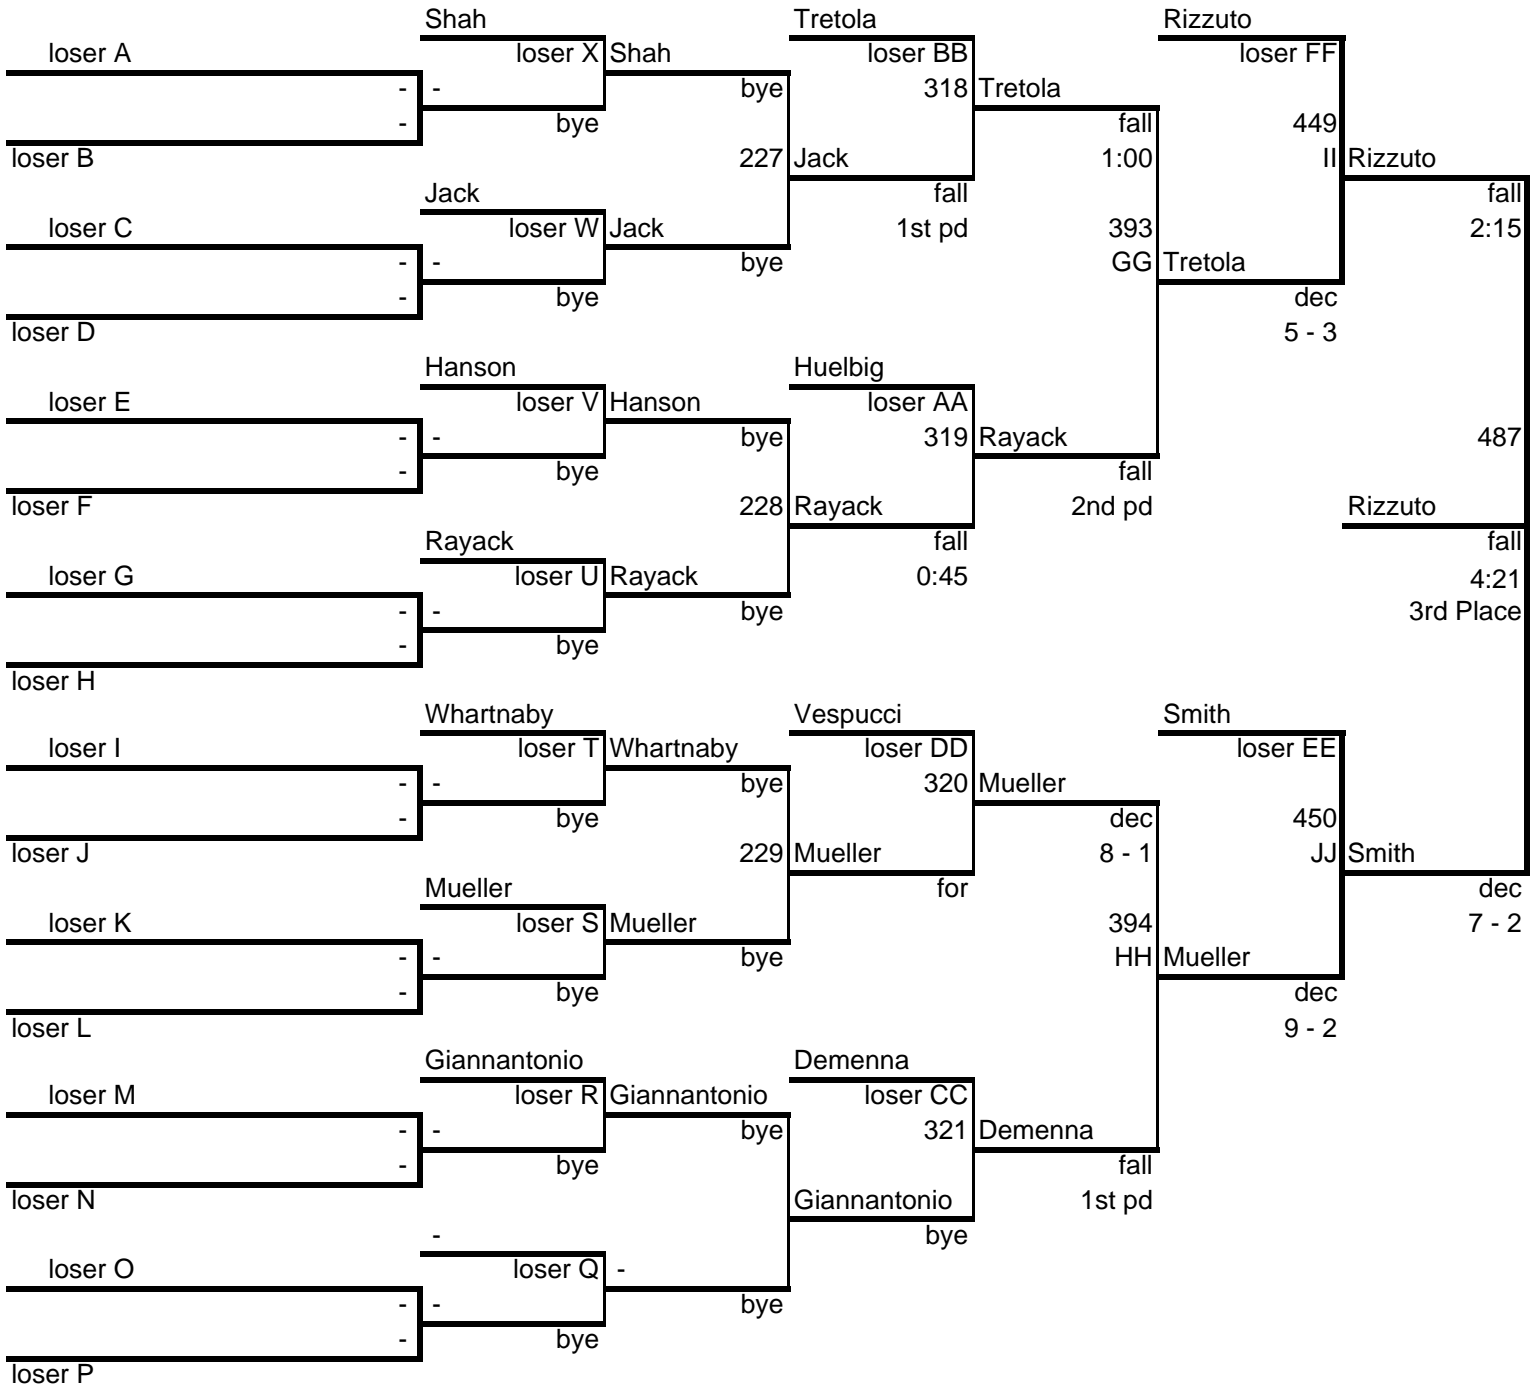 Shah Tretola Rizzuto
loser A loser X Shah loser BB loser FF
- - bye 318 Tretola
- bye fall 449
loser B 227 Jack 1:00 II Rizzuto
Jack fall fall
loser C loser W Jack 1st pd 393 2:15
- - bye GG Tretola
- bye dec
loser D 5 - 3
Hanson Huelbig
loser E loser V Hanson loser AA
- - bye 319 Rayack 487
- bye fall
loser F 228 Rayack 2nd pd Rizzuto
Rayack fall fall
loser G loser U Rayack 0:45 4:21
- - bye 3rd Place
- bye
loser H
Whartnaby Vespucci Smith
loser I loser T Whartnaby loser DD loser EE
- - bye 320 Mueller
- bye dec 450
loser J 229 Mueller 8 - 1 JJ Smith
Mueller for dec
loser K loser S Mueller 394 7 - 2
- - bye HH Mueller
- bye dec
loser L 9 - 2
Giannantonio Demenna
loser M loser R Giannantonio loser CC
- - bye 321 Demenna
- bye fall
loser N Giannantonio 1st pd
- bye
loser O loser Q -
- - bye
- bye
loser P